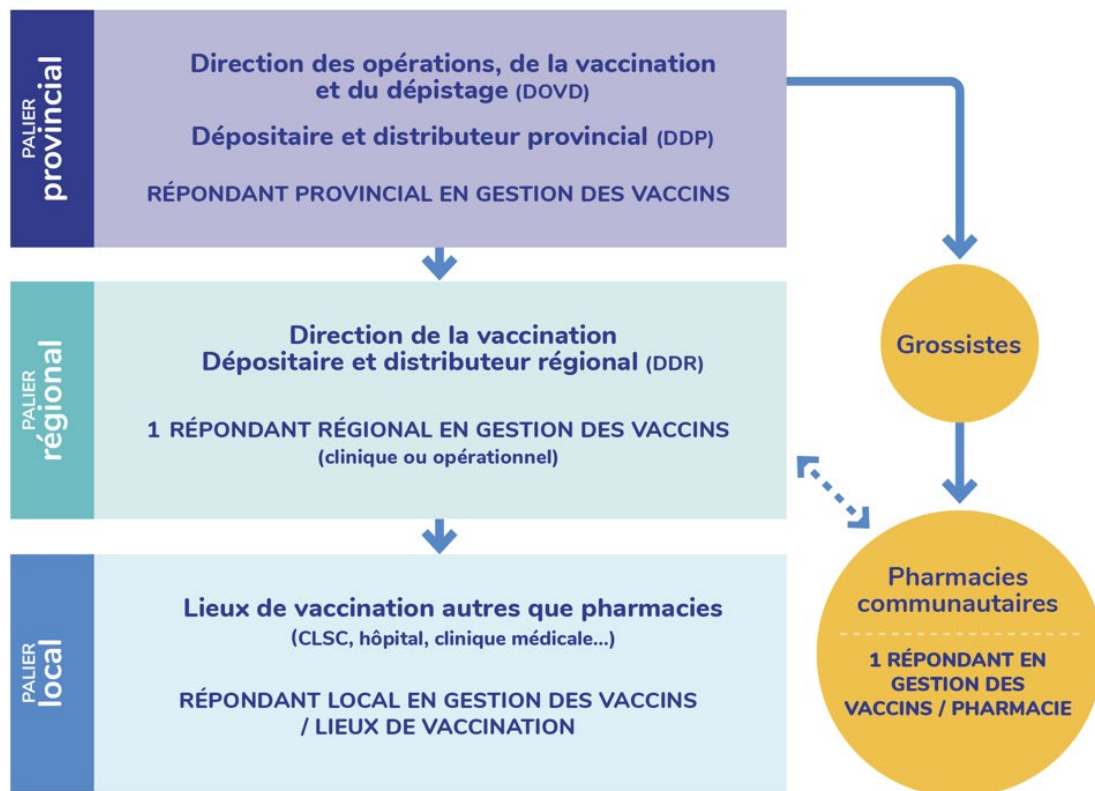 PALIER
provincial
Direction des opérations, de la vaccination
et du dépistage (DOVD)
Dépositaire et distributeur provincial (DDP)
RÉPONDANT PROVINCIAL EN GESTION DES VACCINS
PALIER
régional
Direction de la vaccination
Dépositaire et distributeur régional (DDR)
1 RÉPONDANT RÉGIONAL EN GESTION DES VACCINS
(clinique ou opérationnel)
PALIER
local
Lieux de vaccination autres que pharmacies
(CLSC, hôpital, clinique médicale...)
RÉPONDANT LOCAL EN GESTION DES VACCINS
/ LIEUX DE VACCINATION
Grossistes
Pharmacies
communautaires
1 RÉPONDANT EN
GESTION DES
VACCINS / PHARMACIE